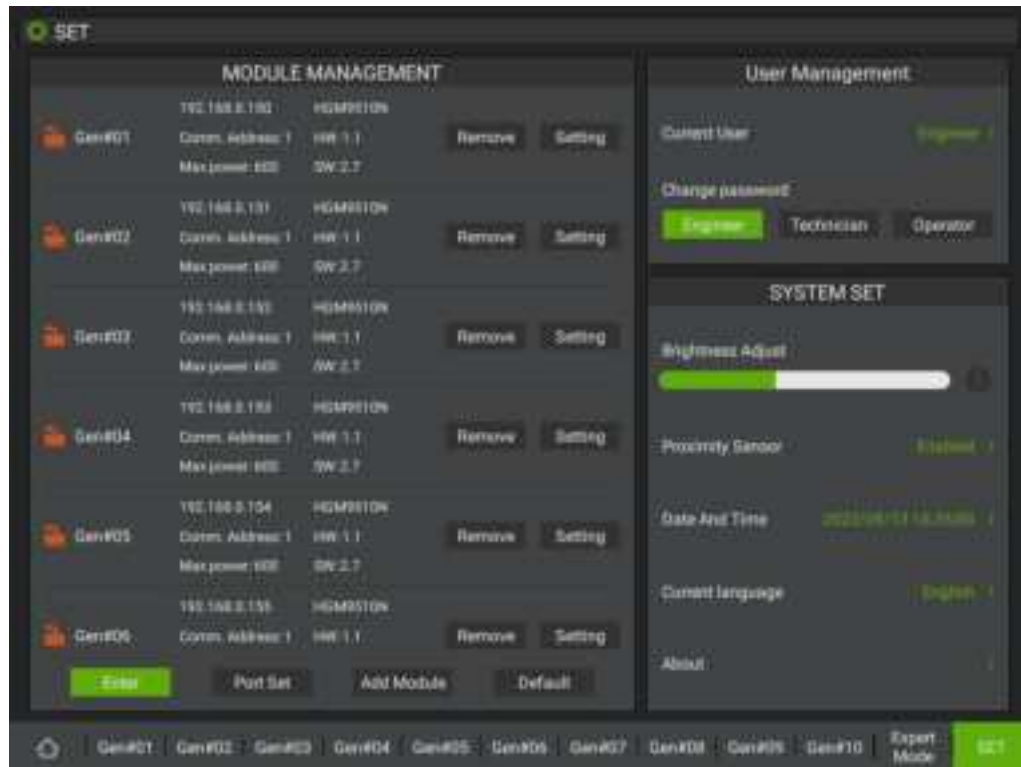 SET
MODULE MANAGEMENT
192.168.0.150 HGM9510N
Gen#01 Comm. Address: 1 HW: 1.1 Remove Setting
Max power: 600 SW: 2.7
192.168.0.151 HGM9510N
Gen#02 Comm. Address: 1 HW: 1.1 Remove Setting
Max power: 600 SW: 2.7
192.168.0.152 HGM9510N
Gen#03 Comm. Address: 1 HW: 1.1 Remove Setting
Max power: 600 SW: 2.7
192.168.0.153 HGM9510N
Gen#04 Comm. Address: 1 HW: 1.1 Remove Setting
Max power: 600 SW: 2.7
192.168.0.154 HGM9510N
Gen#05 Comm. Address: 1 HW: 1.1 Remove Setting
Max power: 600 SW: 2.7
192.168.0.155 HGM9510N
Gen#06 Comm. Address: 1 HW: 1.1 Remove Setting
Enter Port Set Add Module Default
User Management
Current User Engineer
Change password
Engineer Technician Operator
SYSTEM SET
Brightness Adjust
Proximity Sensor Enabled
Date And Time
Current language English
About
Gen#01 Gen#02 Gen#03 Gen#04 Gen#05 Gen#06 Gen#07 Gen#08 Gen#09 Gen#10 Expert Mode SET